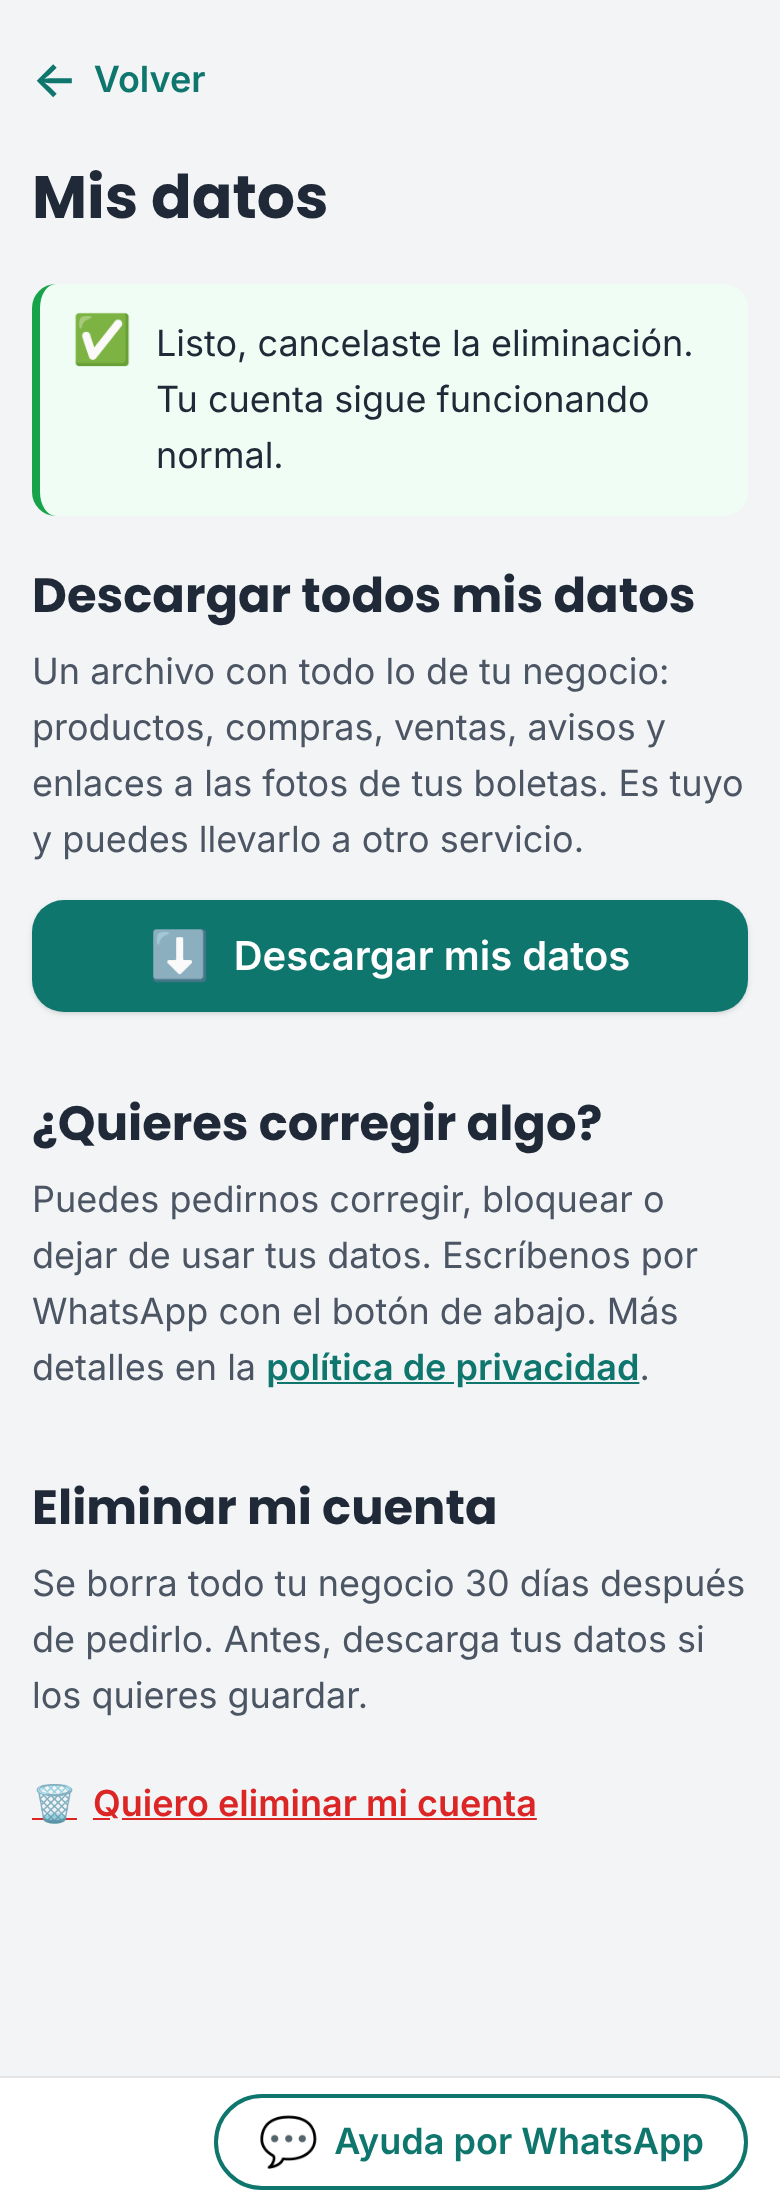 Volver
Mis datos
Listo, cancelaste la eliminación.
Tu cuenta sigue funcionando
normal.
Descargar todos mis datos
Un archivo con todo lo de tu negocio:
productos, compras, ventas, avisos y
enlaces a las fotos de tus boletas. Es tuyo
y puedes llevarlo a otro servicio.
Descargar mis datos
¿Quieres corregir algo?
Puedes pedirnos corregir, bloquear o
dejar de usar tus datos. Escríbenos por
WhatsApp con el botón de abajo. Más
detalles en la política de privacidad.
Eliminar mi cuenta
Se borra todo tu negocio 30 días después
de pedirlo. Antes, descarga tus datos si
los quieres guardar.
Quiero eliminar mi cuenta
Ayuda por WhatsApp